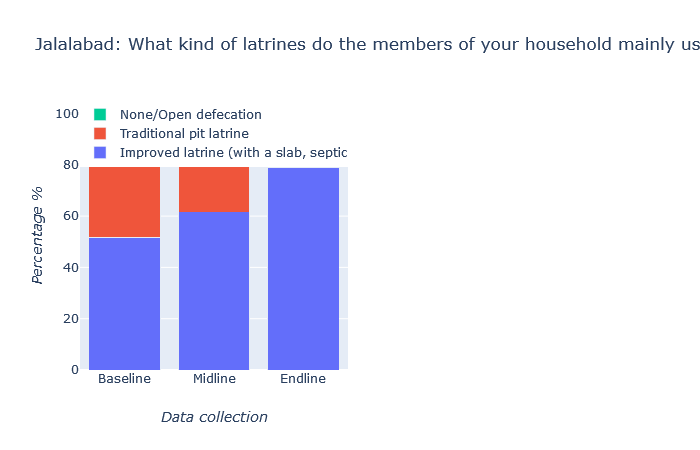 Jalalabad: What kind of latrines do the members of your household mainly us
100
None/Open defecation
Traditional pit latrine
Improved latrine (with a slab, septic
80
60
40
20
0
Percentage %
Baseline
Midline
Endline
Data collection